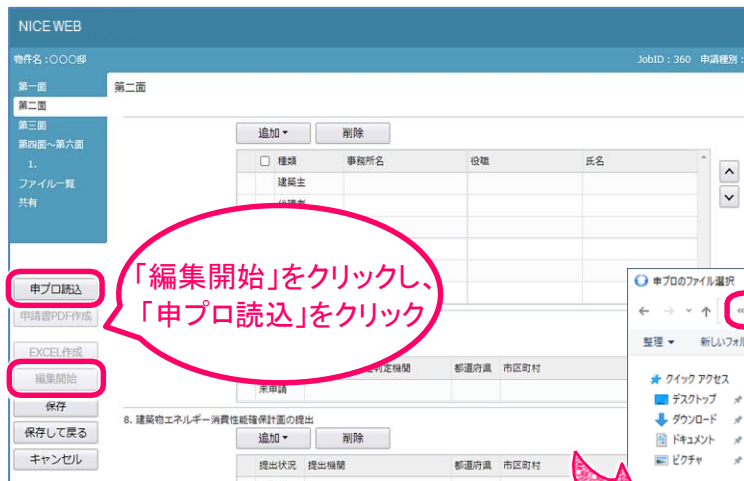 NICE WEB
物件名：〇〇〇邸
JobID：360 申請種別：
第一面
第二面
第三面
第四面～第六面
1.
ファイル一覧
共有
第二面
追加▼
削除
種類
事務所名
役職
氏名
建築主
「編集開始」をクリックし、
「申プロ読込」をクリック
申プロ読込
申請書PDF作成
EXCEL作成
編集開始
保存
保存して戻る
キャンセル
判定機関
都道府県
市区町村
未申請
8. 建築物エネルギー消費性能確保計画の提出
追加▼
削除
提出状況
提出機関
都道府県
市区町村
申プロのファイル選択
整理▼
新しいフォル
クイック アクセス
デスクトップ
ダウンロード
ドキュメント
ピクチャ